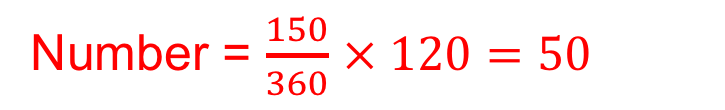 Number = 150/360 × 120 = 50